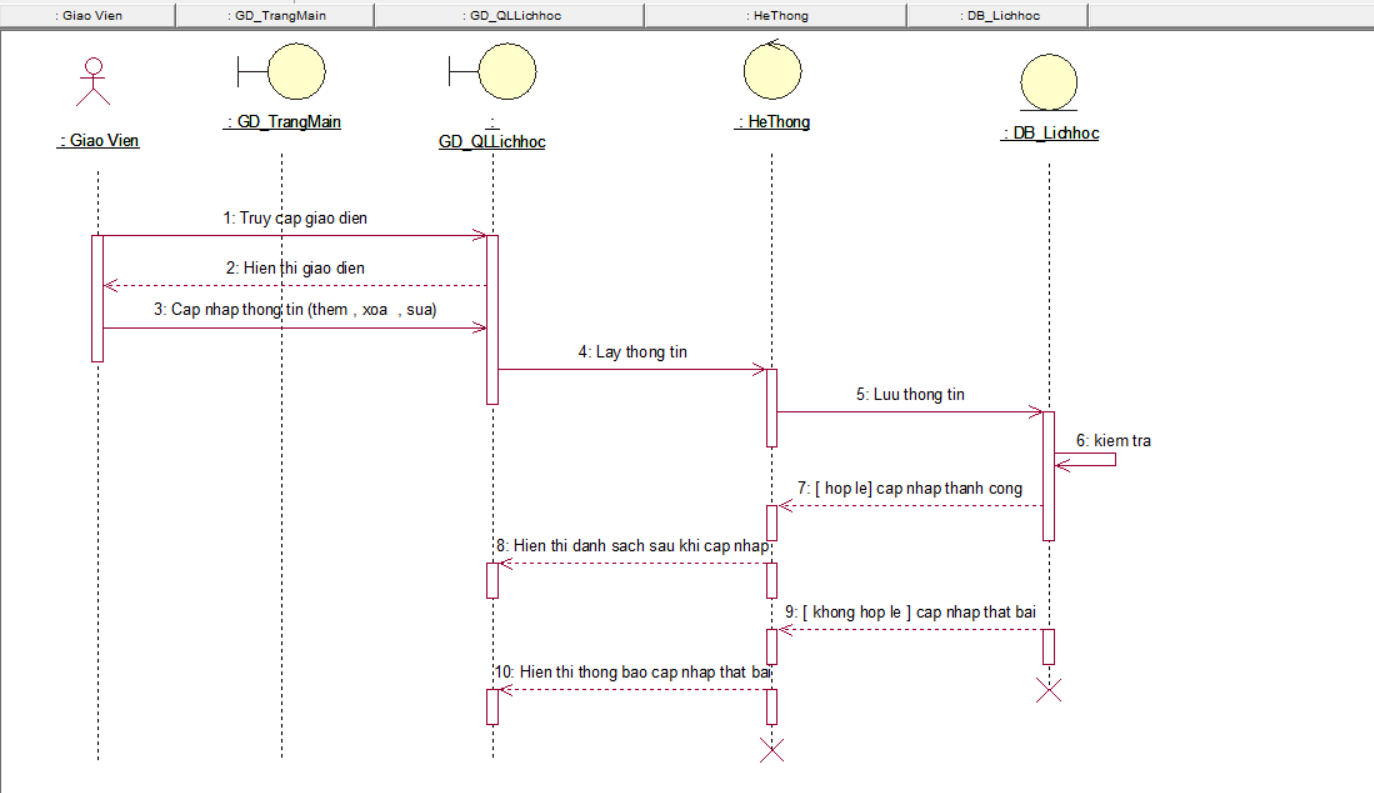 : Giao Vien
: GD_TrangMain
: GD_QLLichhoc
: HeThong
: DB_Lichhoc
: Giao Vien
: GD_TrangMain
:
GD_QLLichhoc
: HeThong
: DB_Lichhoc
1: Truy cap giao dien
2: Hien thi giao dien
3: Cap nhap thong tin (them , xoa , sua)
4: Lay thong tin
5: Luu thong tin
6: kiem tra
7: [ hop le] cap nhap thanh cong
8: Hien thi danh sach sau khi cap nhap
9: [ khong hop le ] cap nhap that bai
10: Hien thi thong bao cap nhap that bai